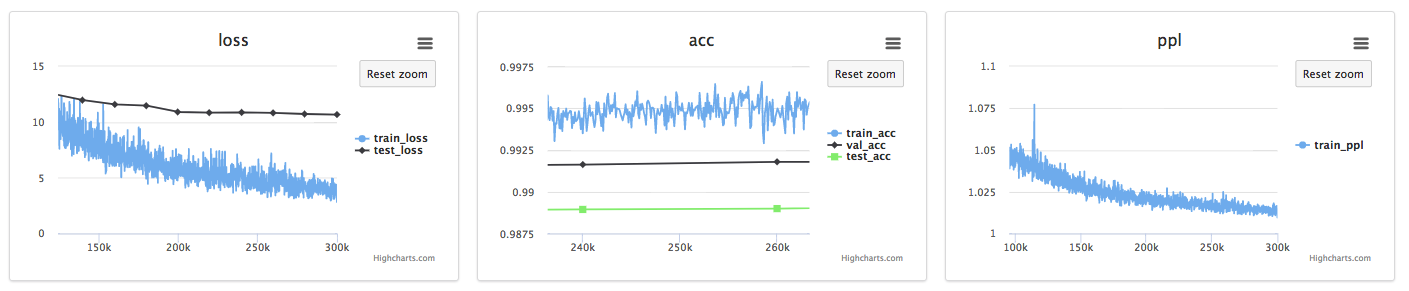 loss
Reset zoom
15
10
5
0
150k
200k
250k
300k
train_loss
test_loss
Highcharts.com
acc
Reset zoom
0.9975
0.995
0.9925
0.99
0.9875
240k
250k
260k
train_acc
val_acc
test_acc
Highcharts.com
ppl
Reset zoom
1.1
1.075
1.05
1.025
1
100k
150k
200k
250k
300k
train_ppl
Highcharts.com